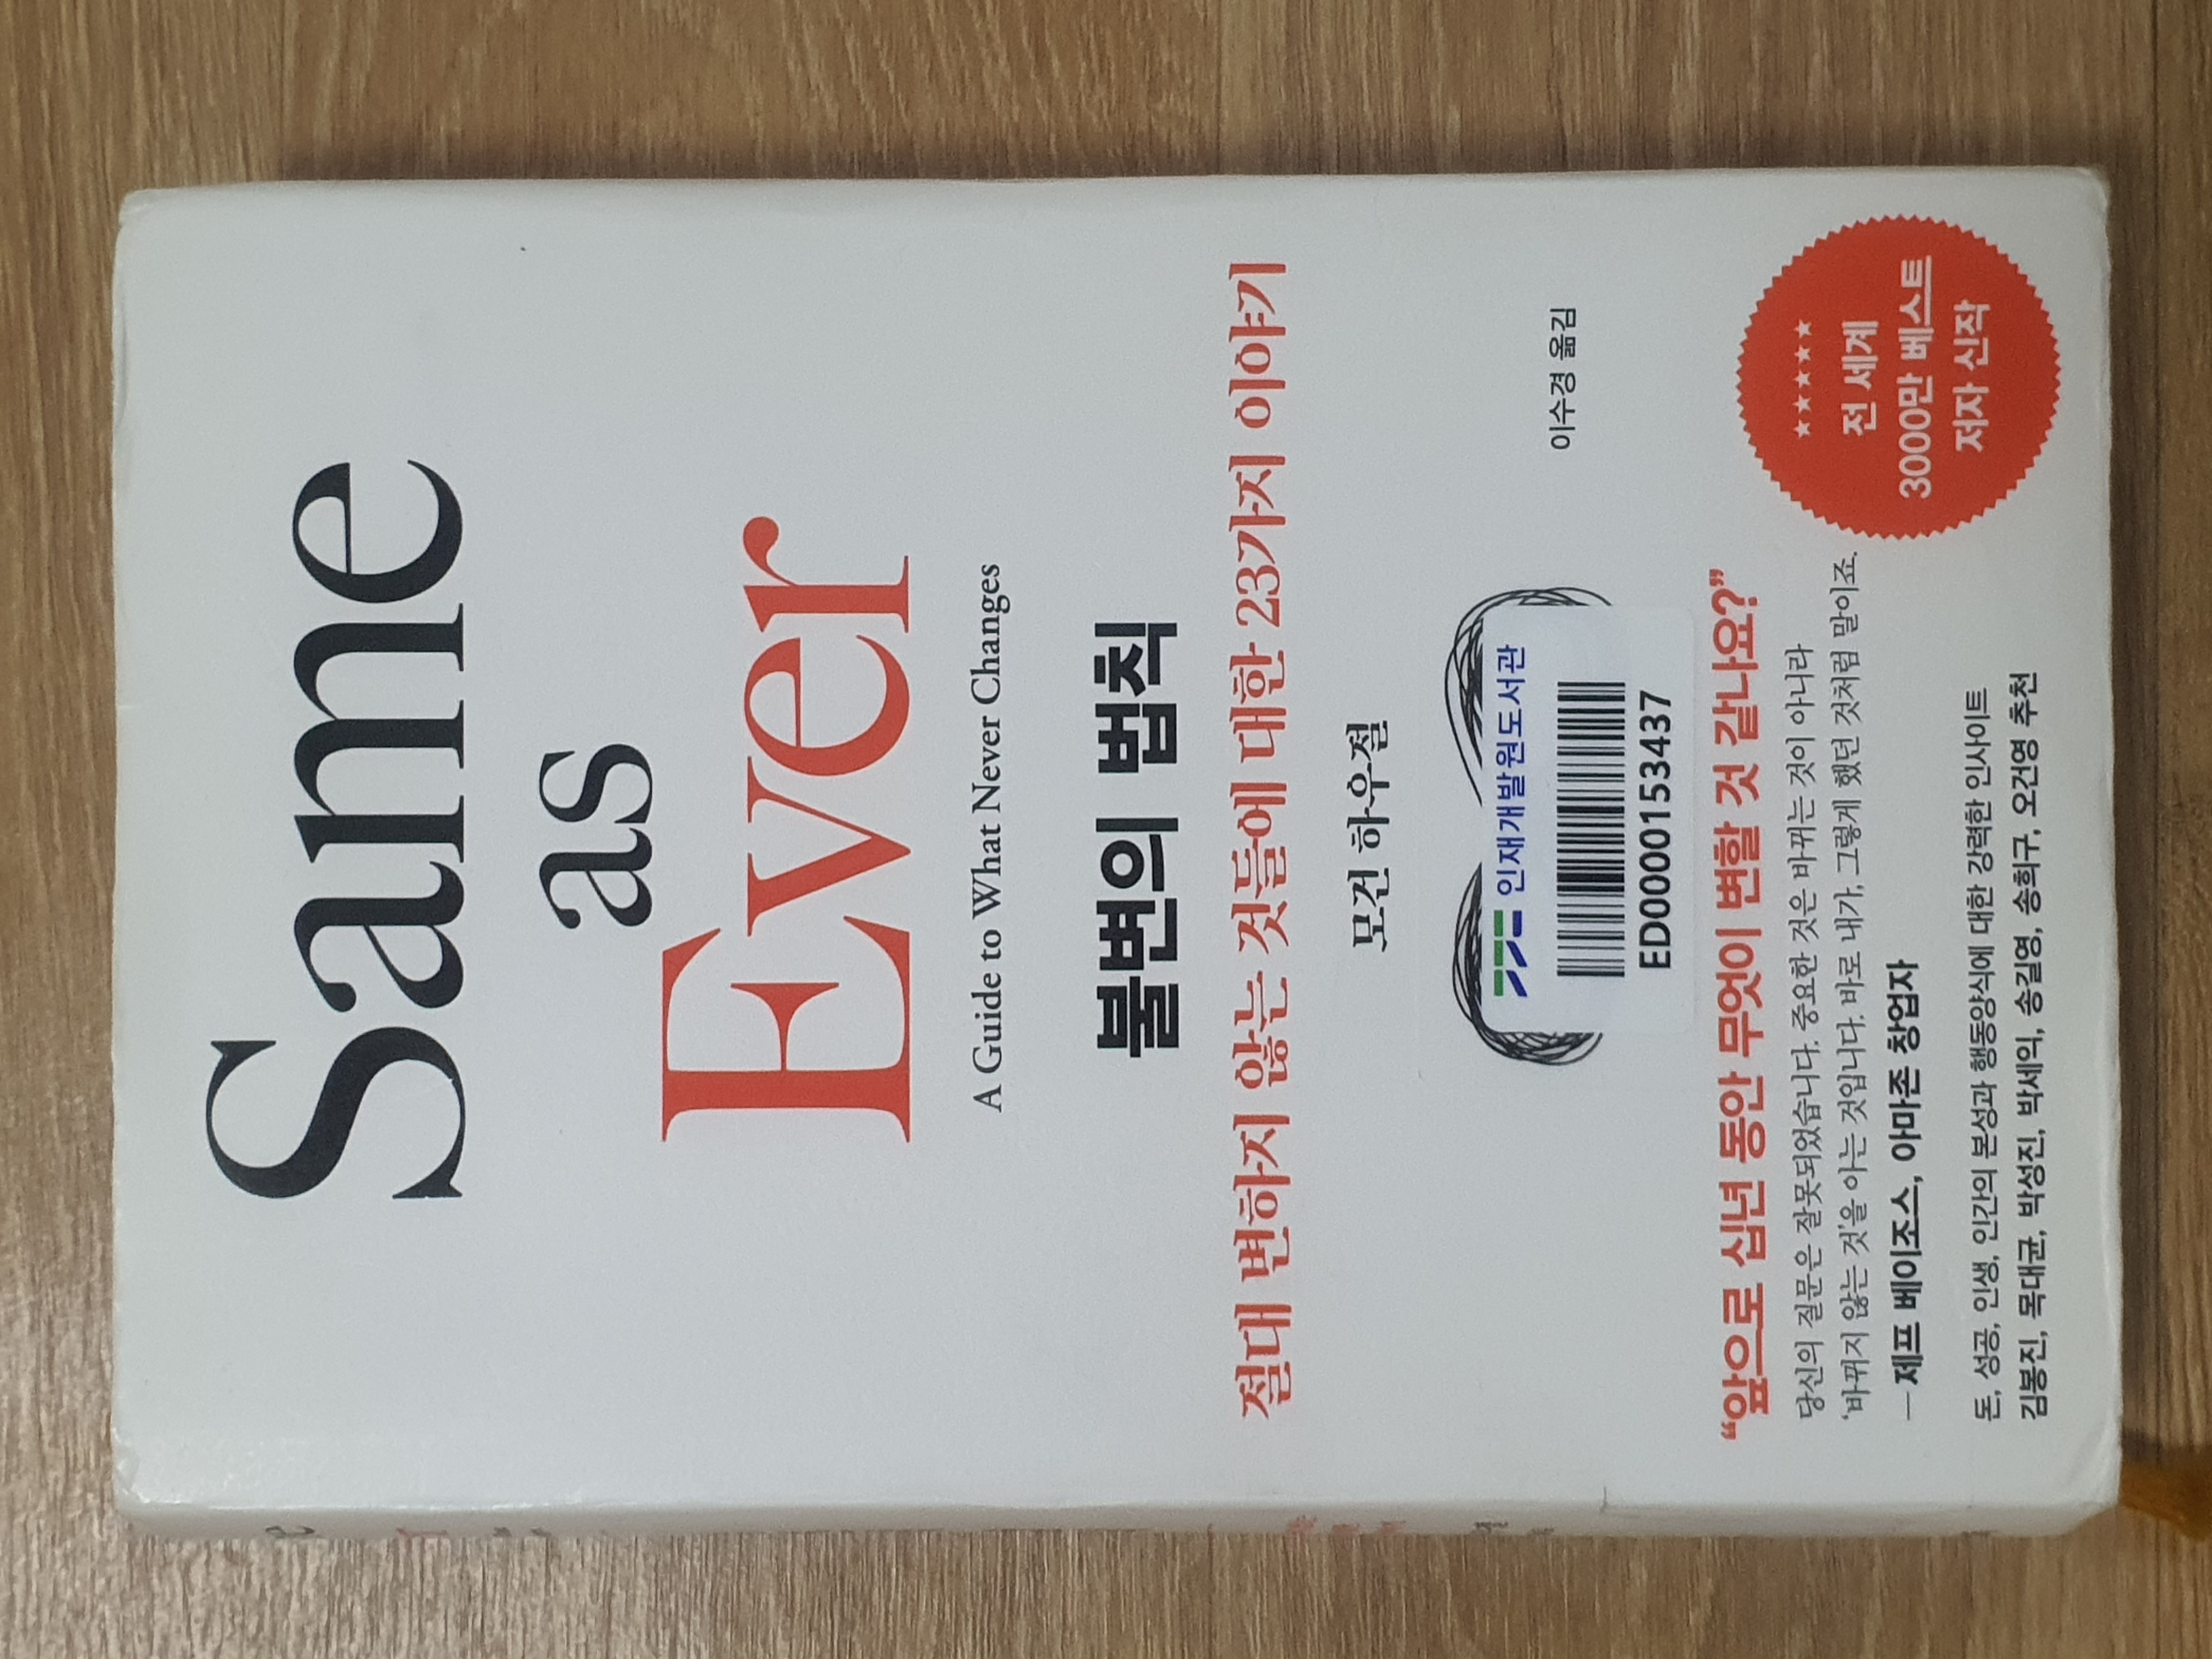 Same
as
Ever
A Guide to What Never Changes
불변의 법칙
절대 변하지 않는 것들에 대한 23가지 이야기
모건 하우절
이수경 옮김
인재개발원도서관
ED0000153437
“앞으로 십년 동안 무엇이 변할 것 같나요?”
당신의 질문은 잘못되었습니다. 중요한 것은 바뀌는 것이 아니라
‘바뀌지 않는 것’을 아는 것입니다. 바로 내가, 그렇게 했던 것처럼 말이죠.
—제프 베이조스, 아마존 창업자
돈, 성공, 인생, 인간의 본성과 행동양식에 대한 강력한 인사이트
김봉진, 목대균, 박성진, 박세익, 송길영, 송희구, 오건영 추천
★★★★★★
전 세계
3000만 베스트
저자 신작